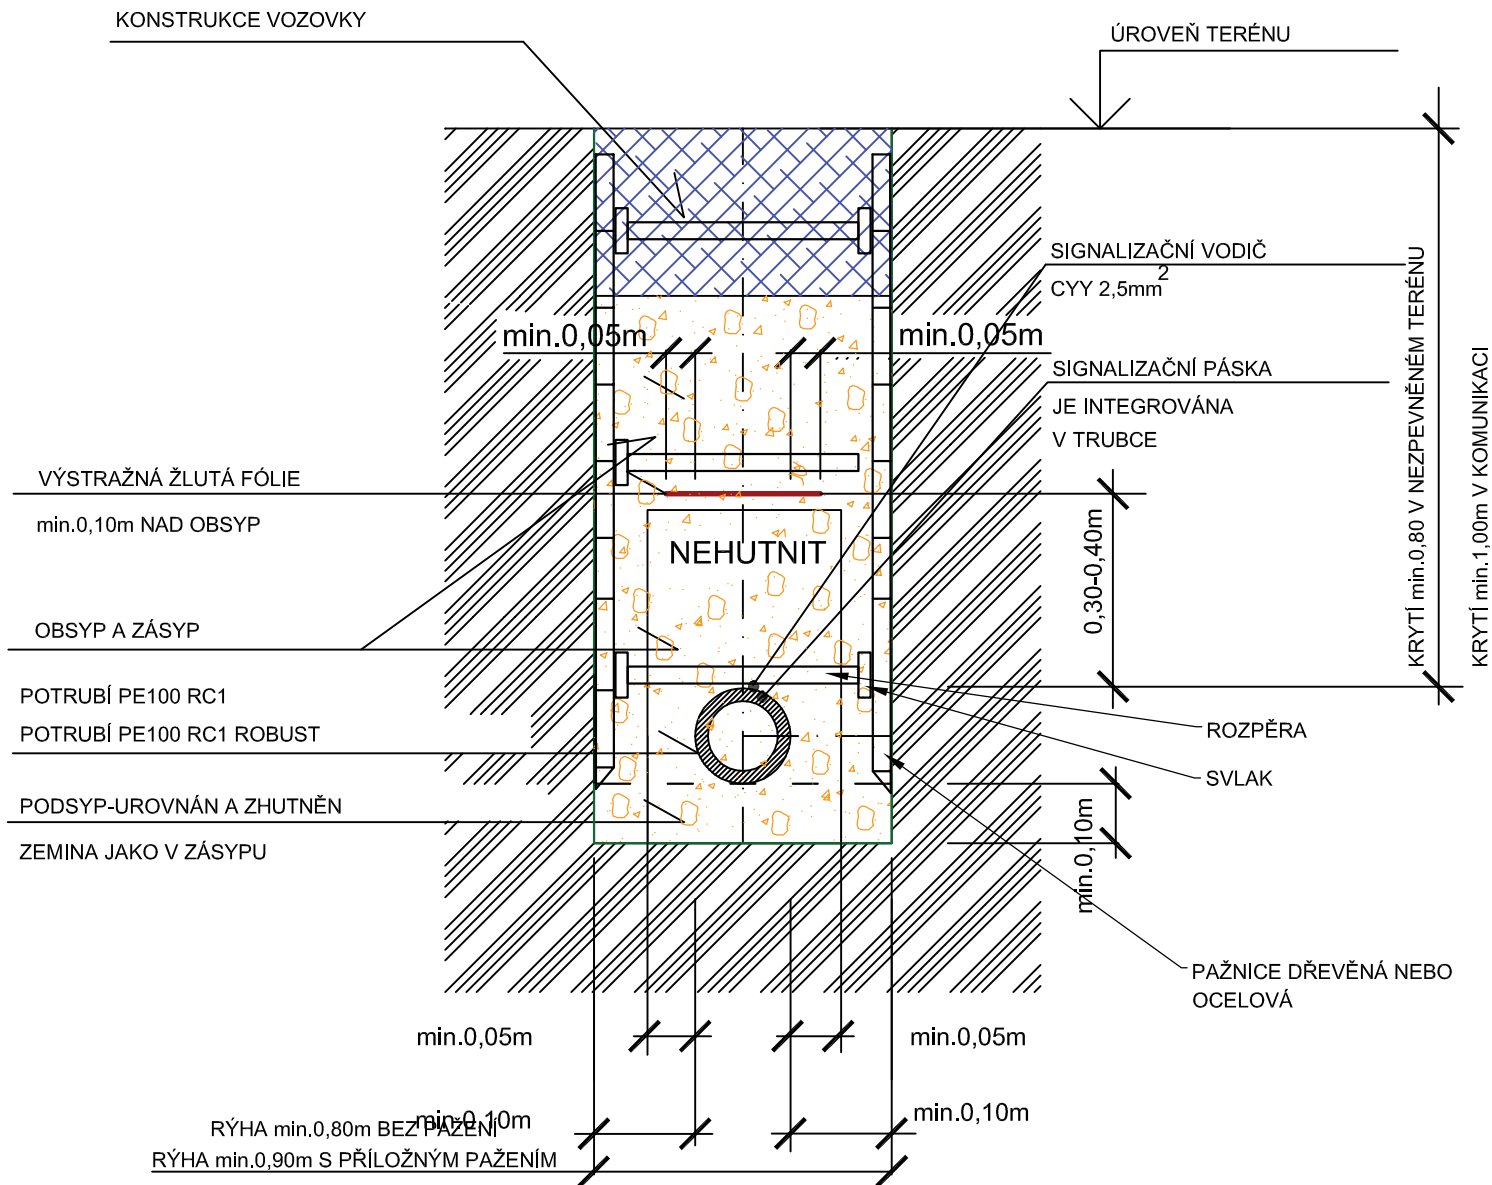 KONSTRUKCE VOZOVKY
ÚROVEŇ TERÉNU
SIGNALIZAČNÍ VODIČ
CYY 2,5mm2
min.0,05m
min.0,05m
SIGNALIZAČNÍ PÁSKA
JE INTEGROVÁNA
V TRUBCE
KRYTÍ min.0,80 V NEZPEVNĚNÉM TERÉNU
KRYTÍ min. 1,00m V KOMUNIKACI
VÝSTRAŽNÁ ŽLUTÁ FÓLIE
min.0,10m NAD OBSYP
NEHUTNIT
0,30-0,40m
OBSYP A ZÁSYP
POTRUBÍ PE100 RC1
POTRUBÍ PE100 RC1 ROBUST
ROZPĚRA
SVLAK
PODSYP-UROVNÁN A ZHUTNĚN
ZEMINA JAKO V ZÁSYPU
min.0,10m
PAŽNICE DŘEVĚNÁ NEBO
OCELOVÁ
min.0,05m
min.0,05m
min.0,10m
min.0,10m
RÝHA min.0,80m BEZ PAŽENÍ
RÝHA min.0,90m S PŘÍLOŽNÝM PAŽENÍM